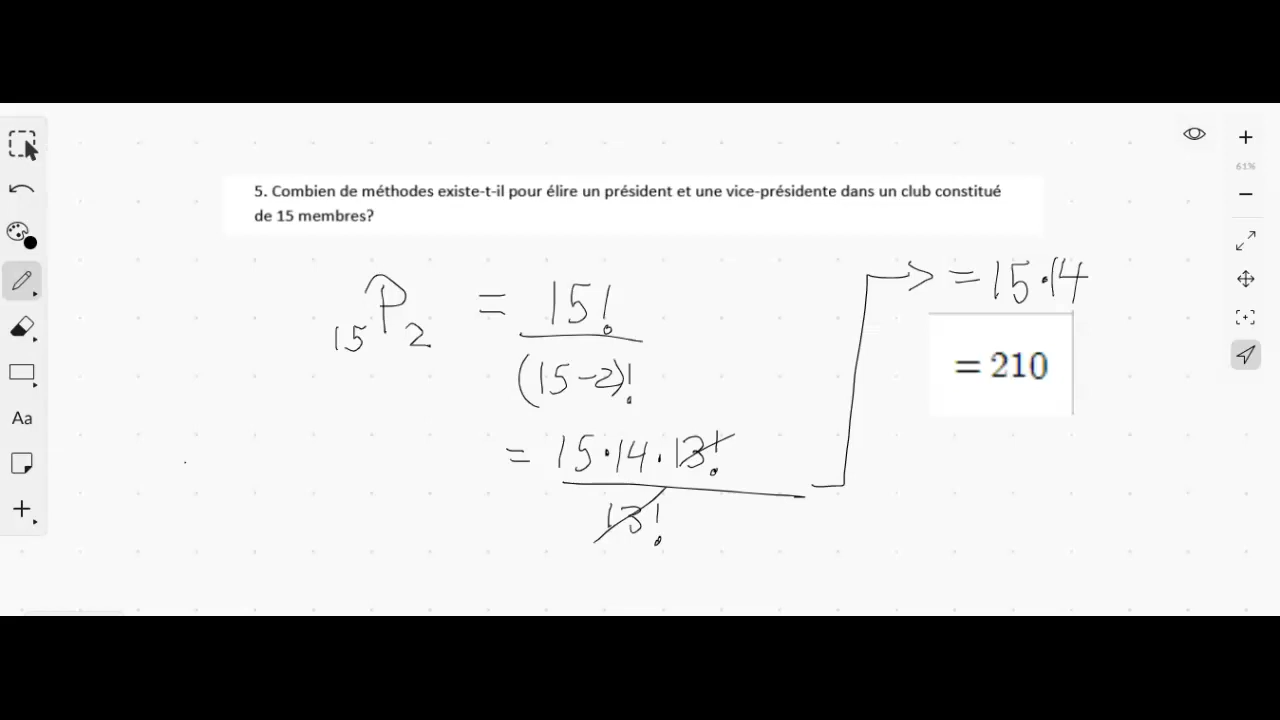 61%
5. Combien de méthodes existe-t-il pour élire un président et une vice-présidente dans un club constitué
de 15 membres?
15P2 = 15!
(15-2)!
= 15·14·13!
13!
= 15·14
= 210
Aa